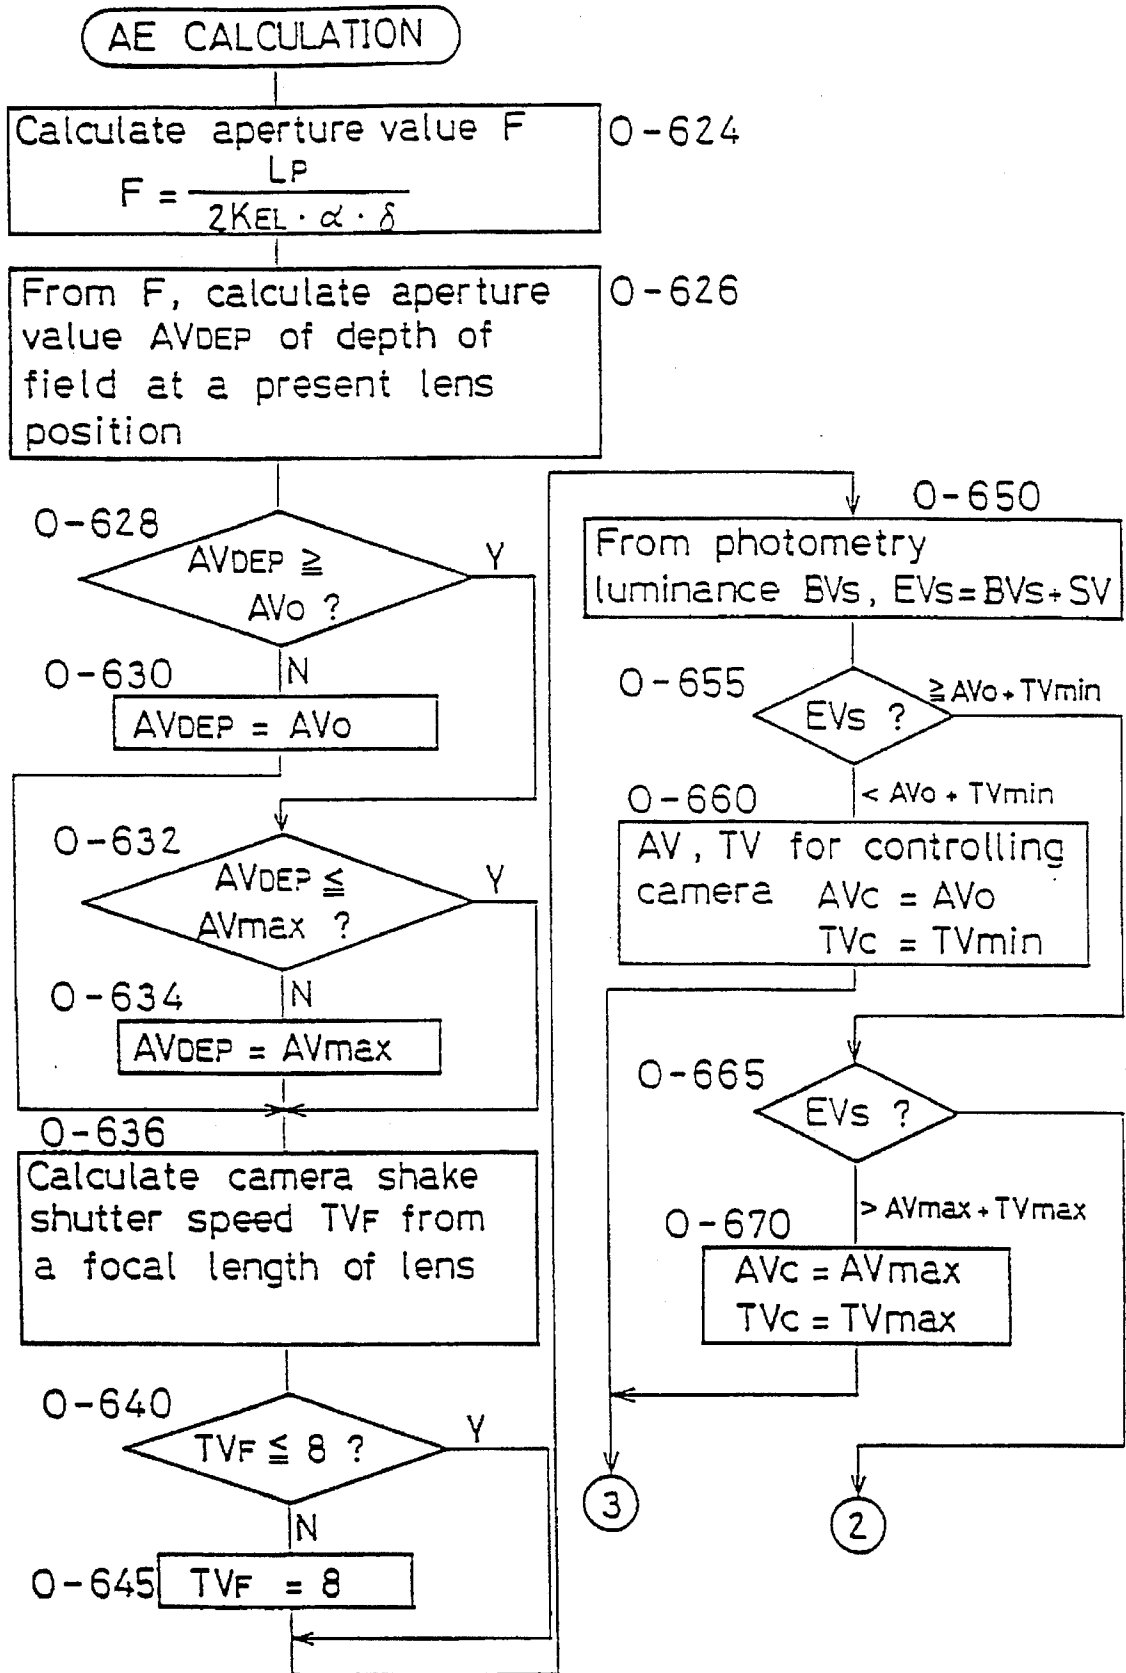 AE CALCULATION
Calculate aperture value F
F = LP / 2KEL · α · δ
O-624
From F, calculate aperture
value AVDEP of depth of
field at a present lens
position
O-626
O-628
AVDEP ≧
AVo ?
Y
N
O-630
AVDEP = AVo
O-632
AVDEP ≦
AVmax ?
Y
N
O-634
AVDEP = AVmax
O-636
Calculate camera shake
shutter speed TVF from
a focal length of lens
O-640
TVF ≦ 8 ?
Y
N
O-645
TVF = 8
O-650
From photometry
luminance BVs, EVs=BVs+SV
O-655
EVs ?
≧ AVo + TVmin
< AVo + TVmin
O-660
AV, TV for controlling
camera AVc = AVo
TVc = TVmin
O-665
EVs ?
> AVmax + TVmax
O-670
AVc = AVmax
TVc = TVmax
3
2